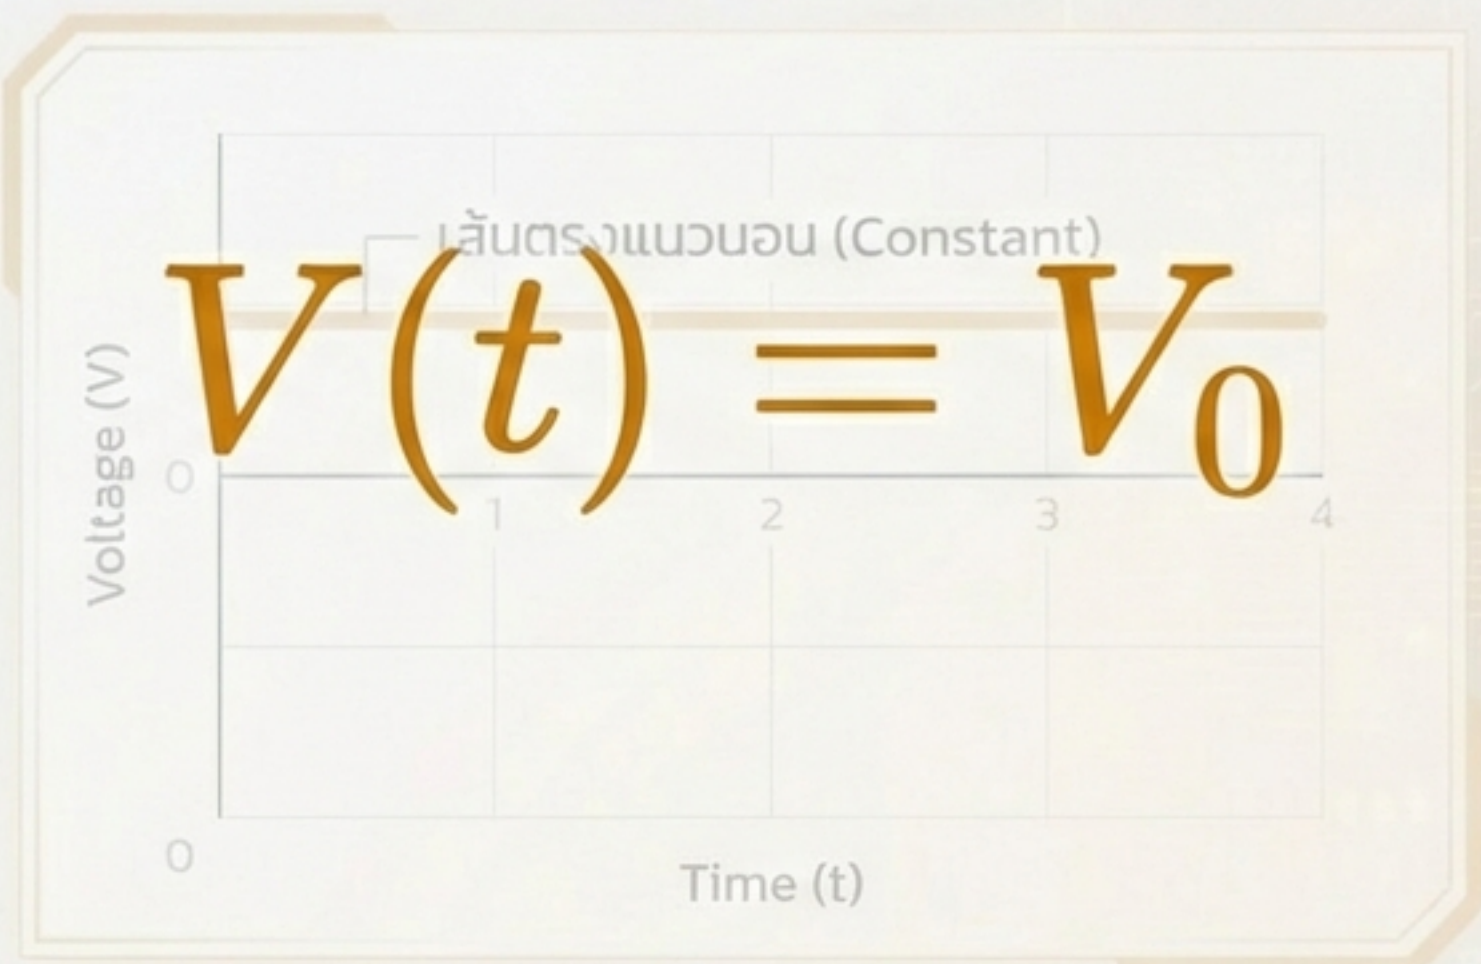 เส้นตรงแนวนอน (Constant)
V(t) = V₀
Voltage (V)
0
1 2 3 4
0
Time (t)